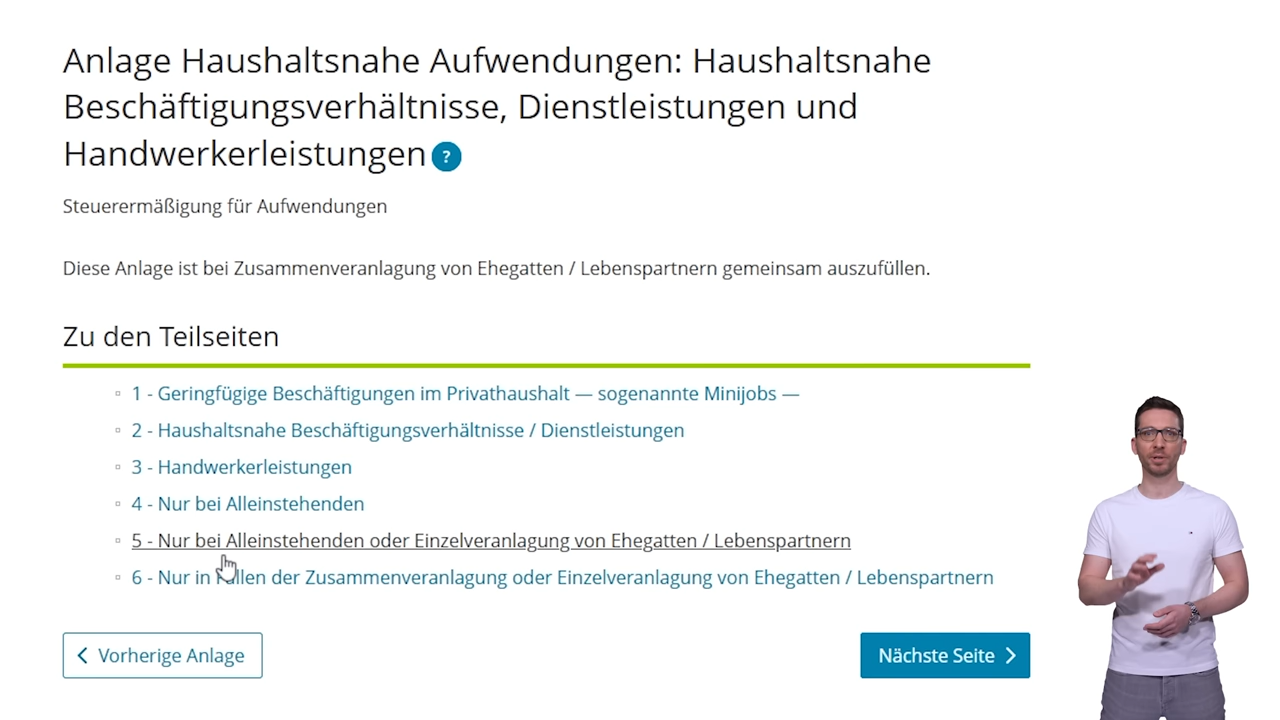 Anlage Haushaltsnahe Aufwendungen: Haushaltsnahe
Beschäftigungsverhältnisse, Dienstleistungen und
Handwerkerleistungen ?
Steuerermäßigung für Aufwendungen
Diese Anlage ist bei Zusammenveranlagung von Ehegatten / Lebenspartnern gemeinsam auszufüllen.
Zu den Teilseiten
1 - Geringfügige Beschäftigungen im Privathaushalt — sogenannte Minijobs —
2 - Haushaltsnahe Beschäftigungsverhältnisse / Dienstleistungen
3 - Handwerkerleistungen
4 - Nur bei Alleinstehenden
5 - Nur bei Alleinstehenden oder Einzelveranlagung von Ehegatten / Lebenspartnern
6 - Nur in Fällen der Zusammenveranlagung oder Einzelveranlagung von Ehegatten / Lebenspartnern
Vorherige Anlage
Nächste Seite